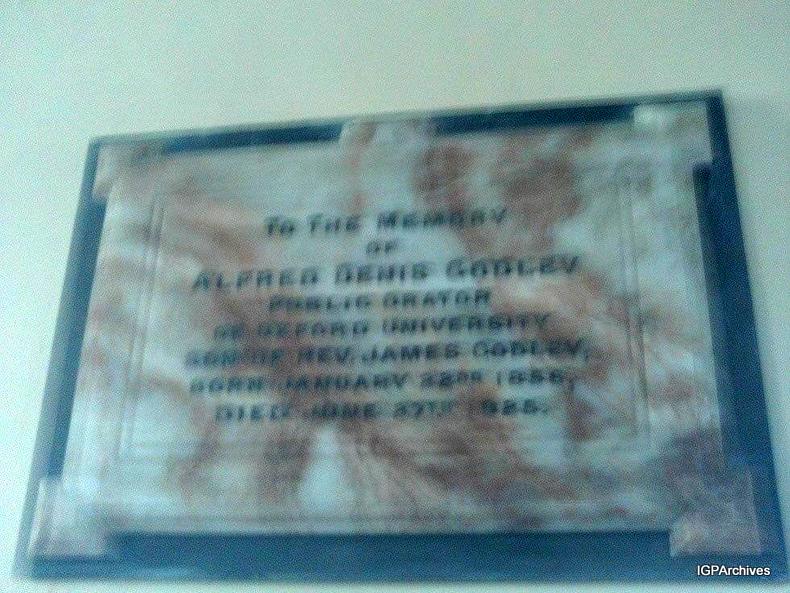 To The Memory
of
Alfred Denis Godley
Public Orator
of Oxford University
Son of Rev. James Godley,
Born January 22nd 1856,
Died June 27th 1925.
IGPArchives